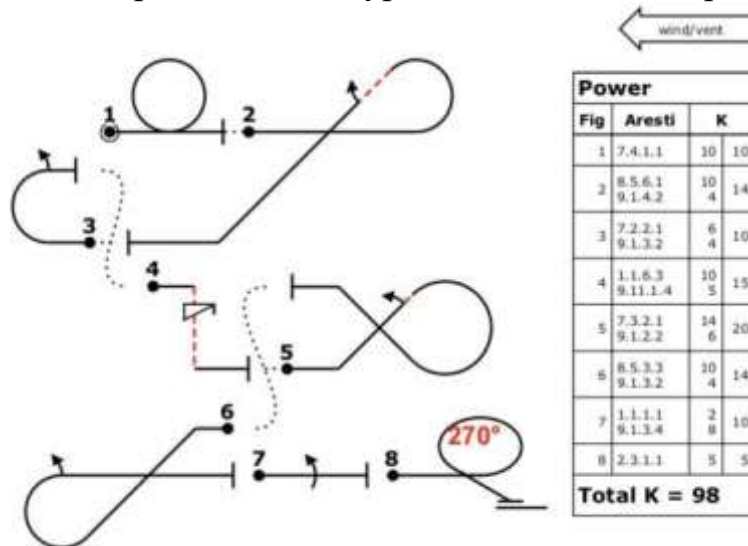 wind/vent
1
2
3
4
5
6
7
8
270°
Power
Fig Aresti K
1 7.4.1.1 10 10
2 8.5.6.1 10 14
9.1.4.2 4
3 7.2.2.1 6 10
9.1.3.2 4
4 1.1.6.3 10 15
9.11.1.4 5
5 7.3.2.1 14 20
9.1.2.2 6
6 8.5.3.3 10 14
9.1.3.2 4
7 1.1.1.1 2 10
9.1.3.4 8
8 2.3.1.1 5 5
Total K = 98